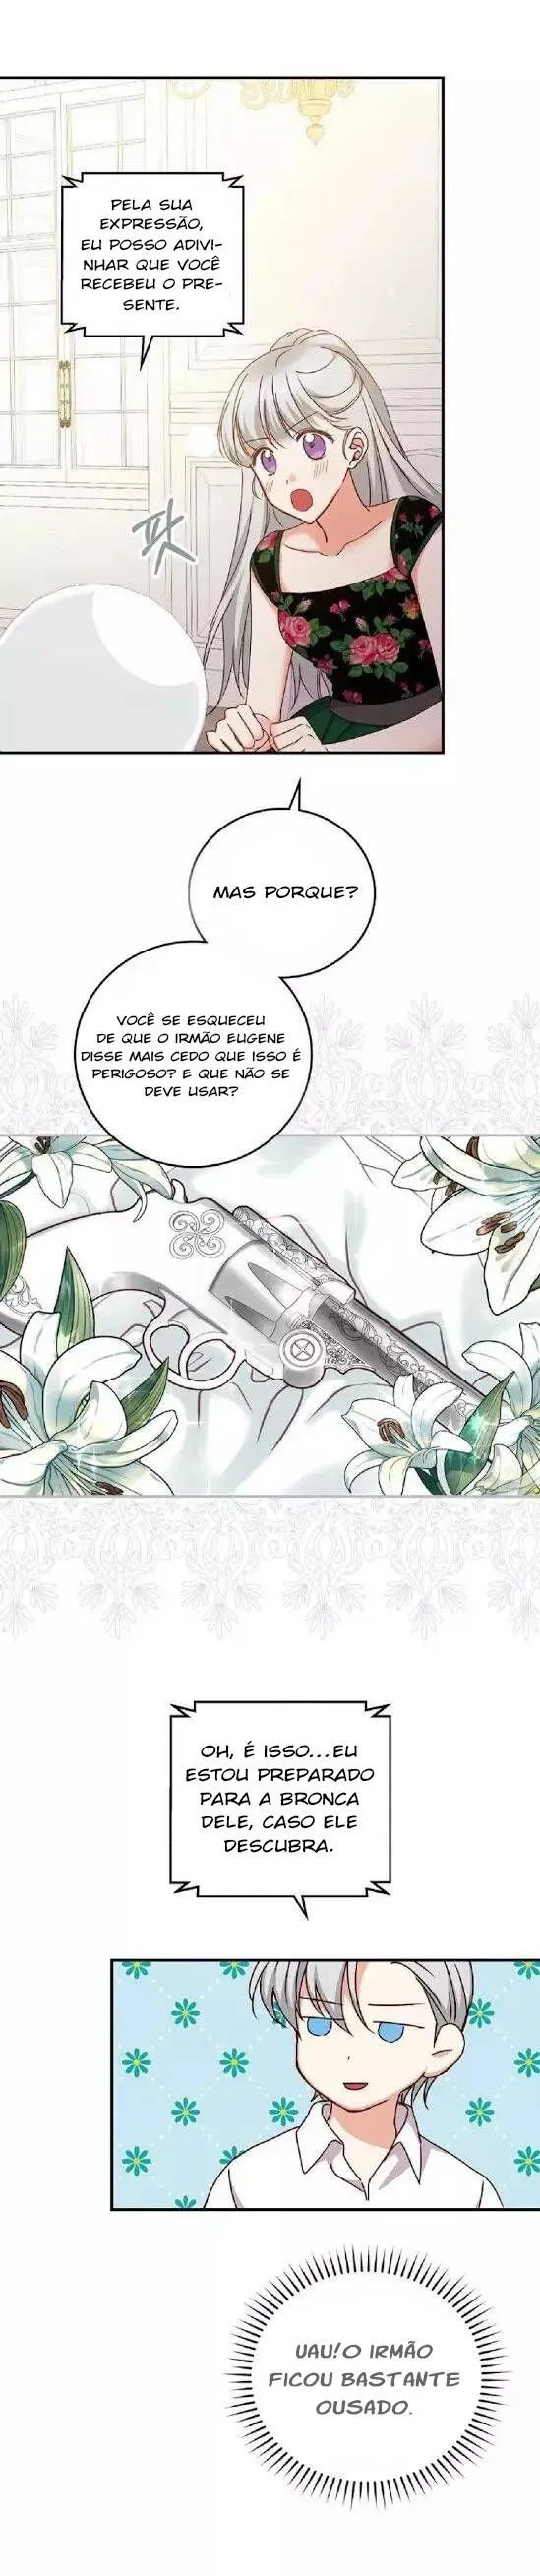 PELA SUA
EXPRESSÃO,
EU POSSO ADIVI-
NHAR QUE VOCÊ
RECEBEU O PRE-
SENTE.
팟
MAS PORQUE?
VOCÊ SE ESQUECEU
DE QUE O IRMÃO EUGENE
DISSE MAIS CEDO QUE ISSO É
PERIGOSO? E QUE NÃO SE
DEVE USAR?
OH, É ISSO...EU
ESTOU PREPARADO
PARA A BRONCA
DELE, CASO ELE
DESCUBRA.
UAU!O IRMÃO
FICOU BASTANTE
OUSADO.